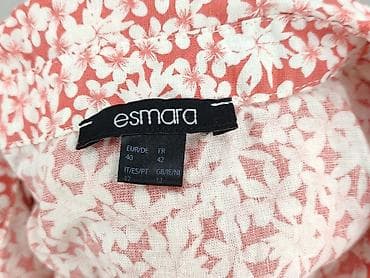 esmara
EUR/DE FR
40 42
IT/ES/PT GB/IE/NI